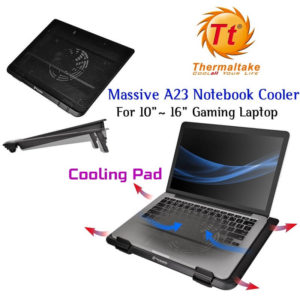 Tt
Thermaltake
COOL all YOUR LIFE
Massive A23 Notebook Cooler
For 10”~ 16” Gaming Laptop
Cooling Pad